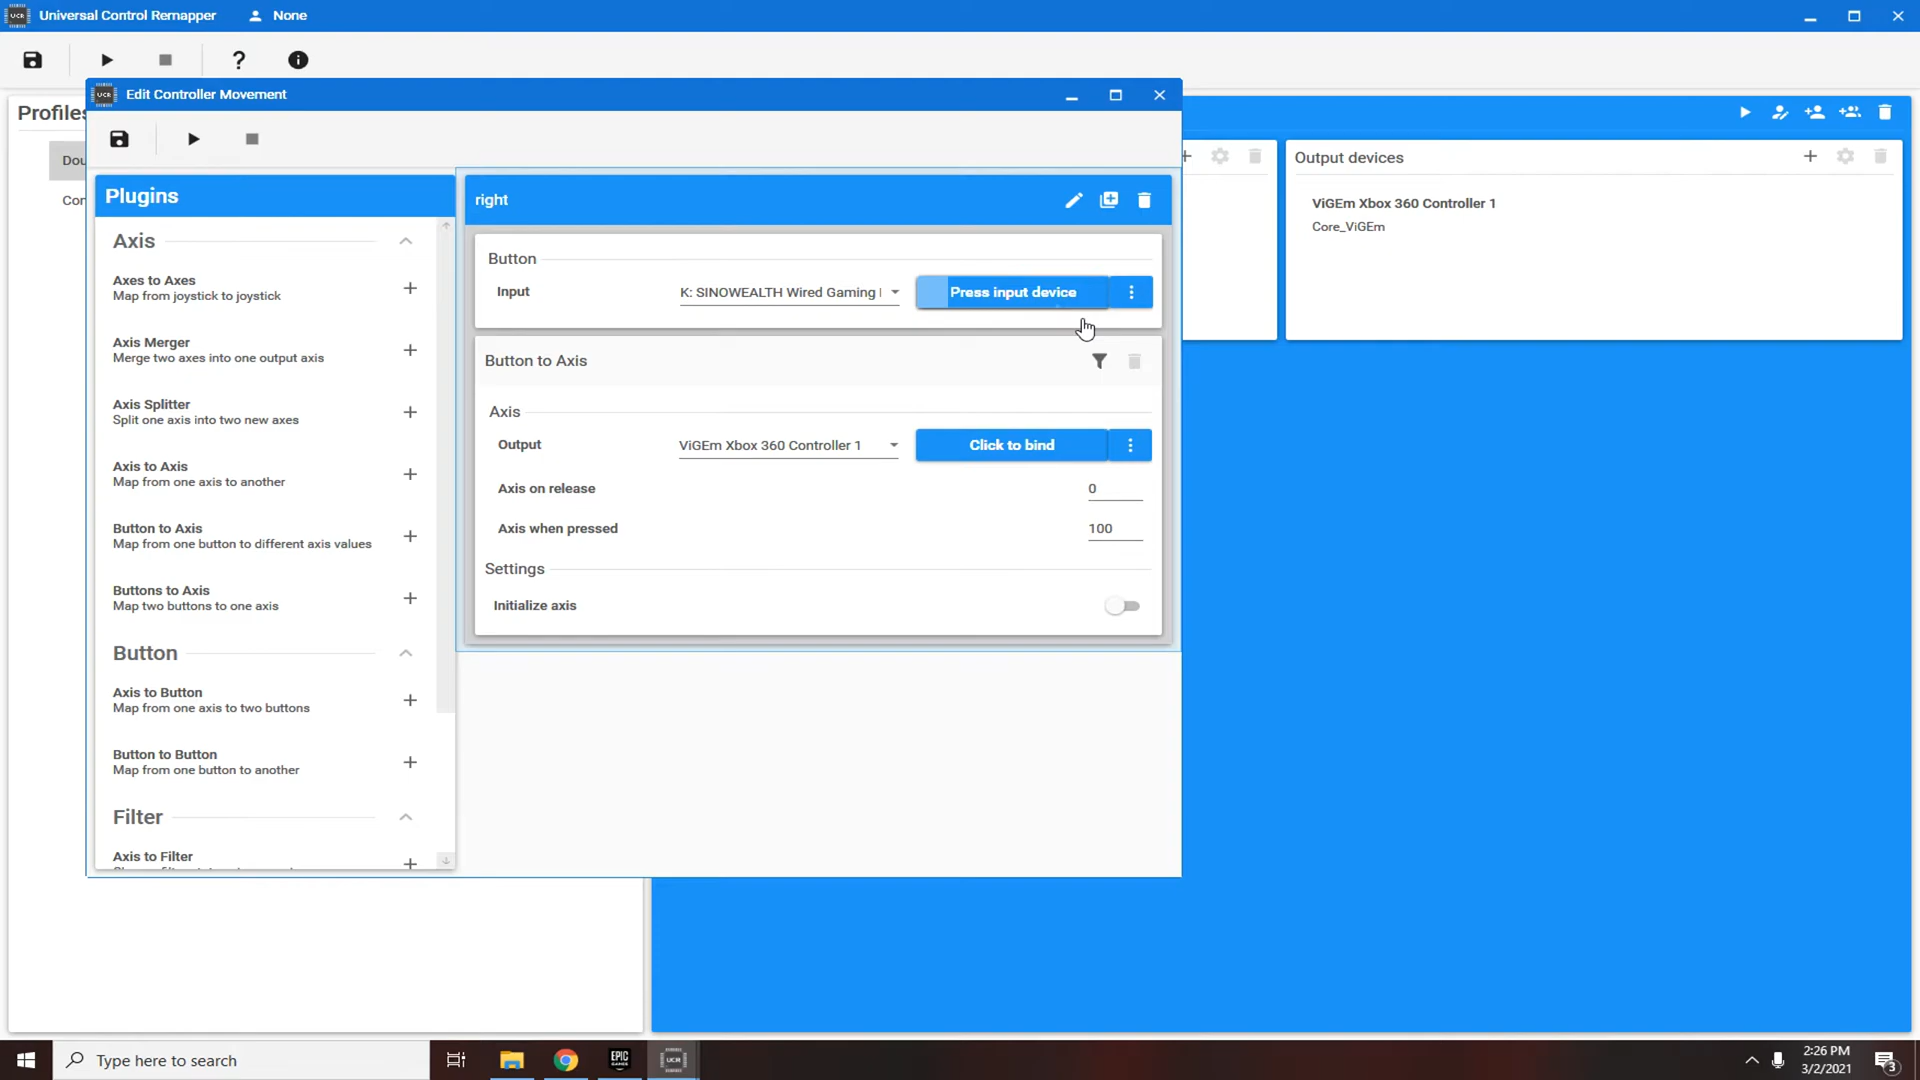 UCR Universal Control Remapper None
Profiles
Dou
Cor
UCR Edit Controller Movement
Plugins
Axis
Axes to Axes
Map from joystick to joystick
Axis Merger
Merge two axes into one output axis
Axis Splitter
Split one axis into two new axes
Axis to Axis
Map from one axis to another
Button to Axis
Map from one button to different axis values
Buttons to Axis
Map two buttons to one axis
Button
Axis to Button
Map from one axis to two buttons
Button to Button
Map from one button to another
Filter
Axis to Filter
right
Button
Input K: SINOWEALTH Wired Gaming Press input device
Button to Axis
Axis
Output ViGEm Xbox 360 Controller 1 Click to bind
Axis on release 0
Axis when pressed 100
Settings
Initialize axis
Output devices
ViGEm Xbox 360 Controller 1
Core_ViGEm
Type here to search
EPIC GAMES
UCR
2:26 PM
3/2/2021
3